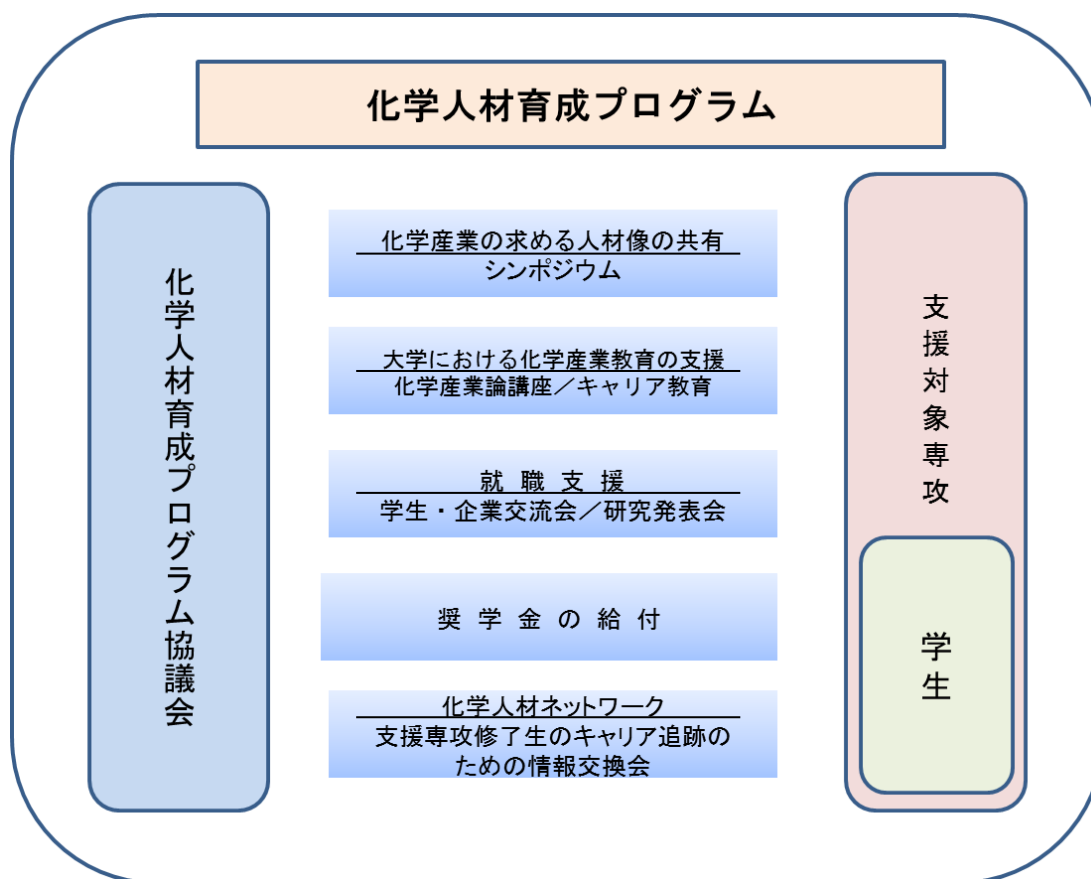 化学人材育成プログラム
化学人材育成プログラム協議会
化学産業の求める人材像の共有
シンポジウム
大学における化学産業教育の支援
化学産業論講座／キャリア教育
就 職 支 援
学生・企業交流会／研究発表会
奨 学 金 の 給 付
化学人材ネットワーク
支援専攻修了生のキャリア追跡の
ための情報交換会
支援対象専攻
学生